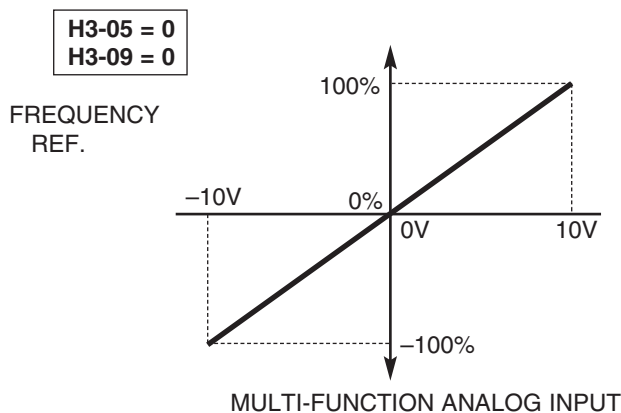 H3-05 = 0
H3-09 = 0
FREQUENCY
REF.
100%
–10V
0%
0V
10V
–100%
MULTI-FUNCTION ANALOG INPUT